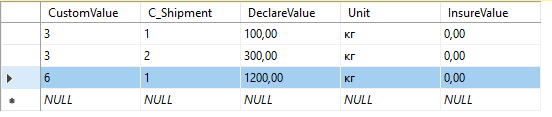 CustomValue C_Shipment DeclareValue Unit InsureValue
3 1 100,00 кг 0,00
3 2 300,00 кг 0,00
6 1 1200,00 кг 0,00
NULL NULL NULL NULL NULL